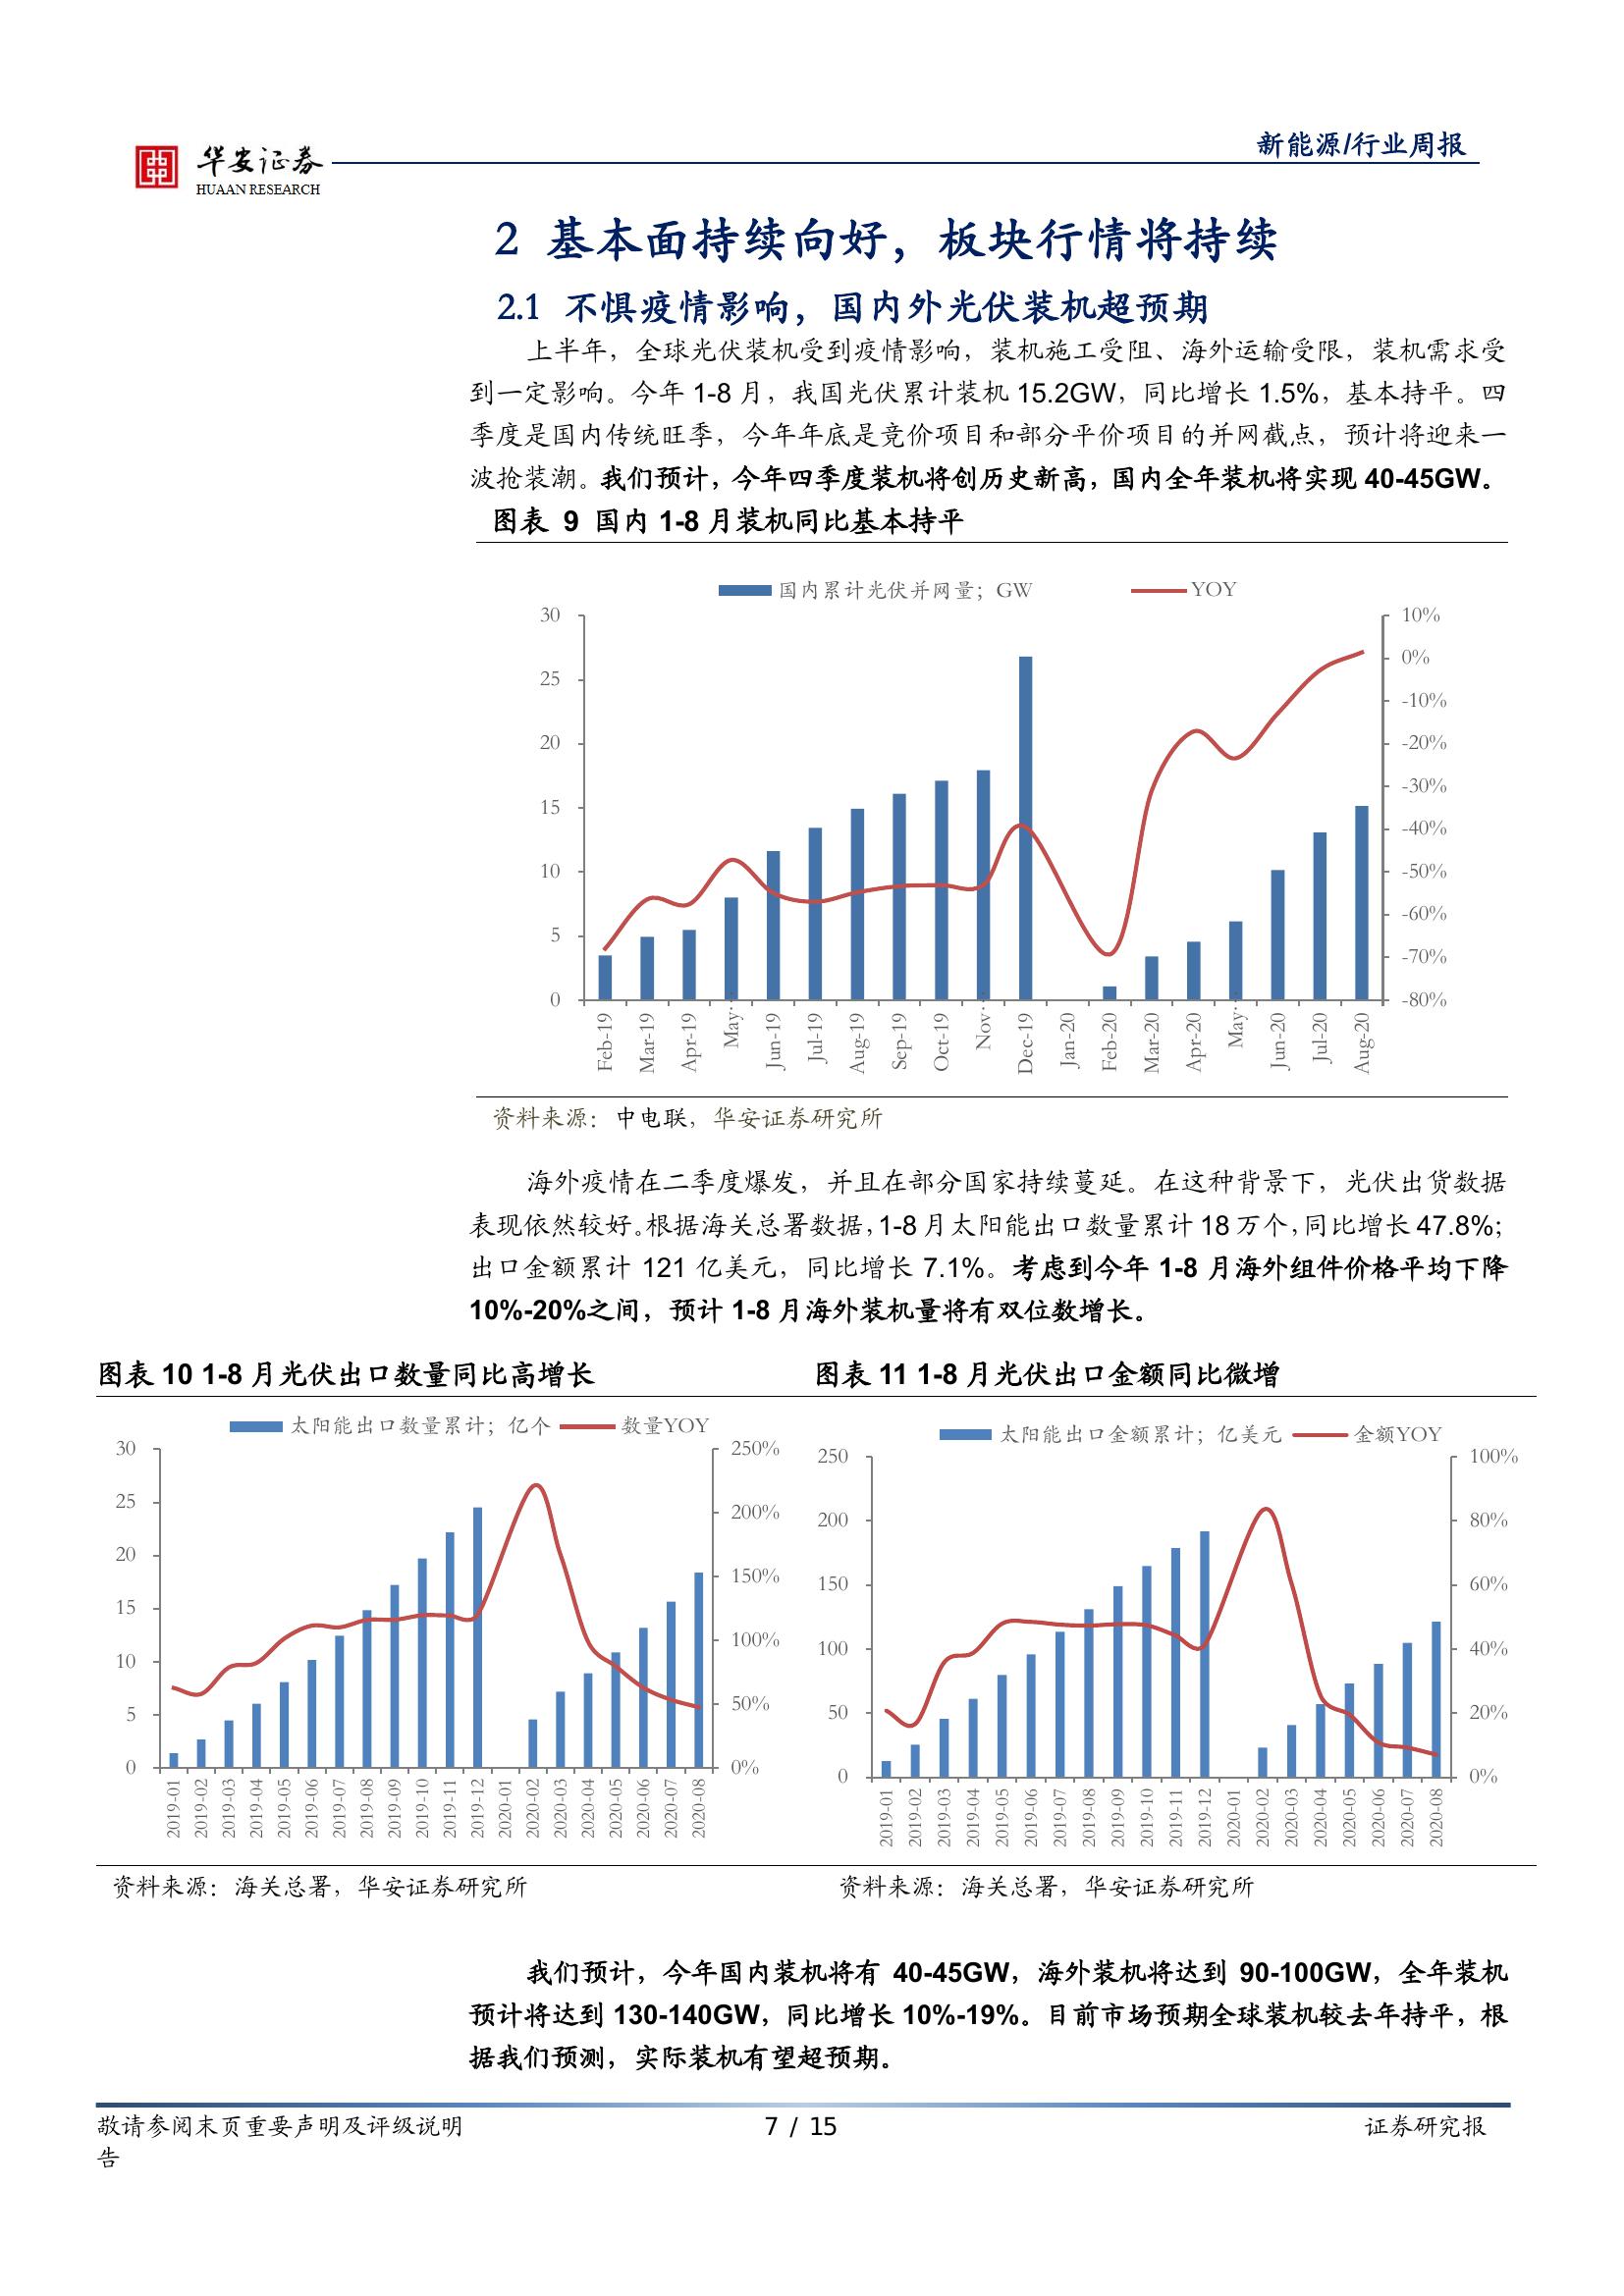 华安证券
HUAAN RESEARCH
新能源/行业周报
2 基本面持续向好，板块行情将持续
2.1 不惧疫情影响，国内外光伏装机超预期
上半年，全球光伏装机受到疫情影响，装机施工受阻、海外运输受限，装机需求受
到一定影响。今年 1-8 月，我国光伏累计装机 15.2GW，同比增长 1.5%，基本持平。四
季度是国内传统旺季，今年年底是竞价项目和部分平价项目的并网截点，预计将迎来一
波抢装潮。我们预计，今年四季度装机将创历史新高，国内全年装机将实现 40-45GW。
图表 9 国内 1-8 月装机同比基本持平
国内累计光伏并网量；GW YOY
30 10%
0%
25
-10%
20 -20%
-30%
15
-40%
10 -50%
-60%
5
-70%
0 -80%
Feb-19 Mar-19 Apr-19 May·· Jun-19 Jul-19 Aug-19 Sep-19 Oct-19 Nov·· Dec-19 Jan-20 Feb-20 Mar-20 Apr-20 May·· Jun-20 Jul-20 Aug-20
资料来源：中电联，华安证券研究所
海外疫情在二季度爆发，并且在部分国家持续蔓延。在这种背景下，光伏出货数据
表现依然较好。根据海关总署数据，1-8 月太阳能出口数量累计 18 万个，同比增长 47.8%；
出口金额累计 121 亿美元，同比增长 7.1%。考虑到今年 1-8 月海外组件价格平均下降
10%-20%之间，预计 1-8 月海外装机量将有双位数增长。
图表 10 1-8 月光伏出口数量同比高增长
太阳能出口数量累计；亿个 数量YOY
30 250%
25
200%
20
150%
15
100%
10
50%
5
0 0%
2019-01 2019-02 2019-03 2019-04 2019-05 2019-06 2019-07 2019-08 2019-09 2019-10 2019-11 2019-12 2020-01 2020-02 2020-03 2020-04 2020-05 2020-06 2020-07 2020-08
资料来源：海关总署，华安证券研究所
图表 11 1-8 月光伏出口金额同比微增
太阳能出口金额累计；亿美元 金额YOY
250 100%
200 80%
150 60%
100 40%
50 20%
0 0%
2019-01 2019-02 2019-03 2019-04 2019-05 2019-06 2019-07 2019-08 2019-09 2019-10 2019-11 2019-12 2020-01 2020-02 2020-03 2020-04 2020-05 2020-06 2020-07 2020-08
资料来源：海关总署，华安证券研究所
我们预计，今年国内装机将有 40-45GW，海外装机将达到 90-100GW，全年装机
预计将达到 130-140GW，同比增长 10%-19%。目前市场预期全球装机较去年持平，根
据我们预测，实际装机有望超预期。
敬请参阅末页重要声明及评级说明 7 / 15 证券研究报
告